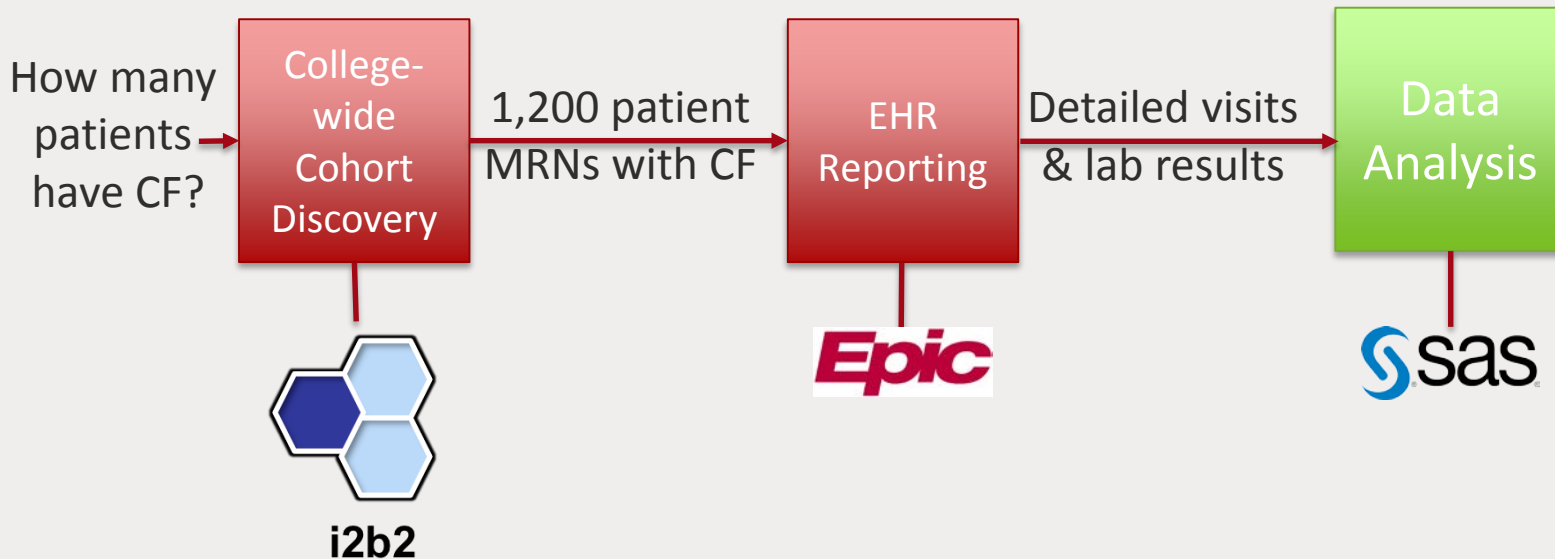 How many
patients
have CF?
College-
wide
Cohort
Discovery
1,200 patient
MRNs with CF
EHR
Reporting
Detailed visits
& lab results
Data
Analysis
i2b2
Epic
sas